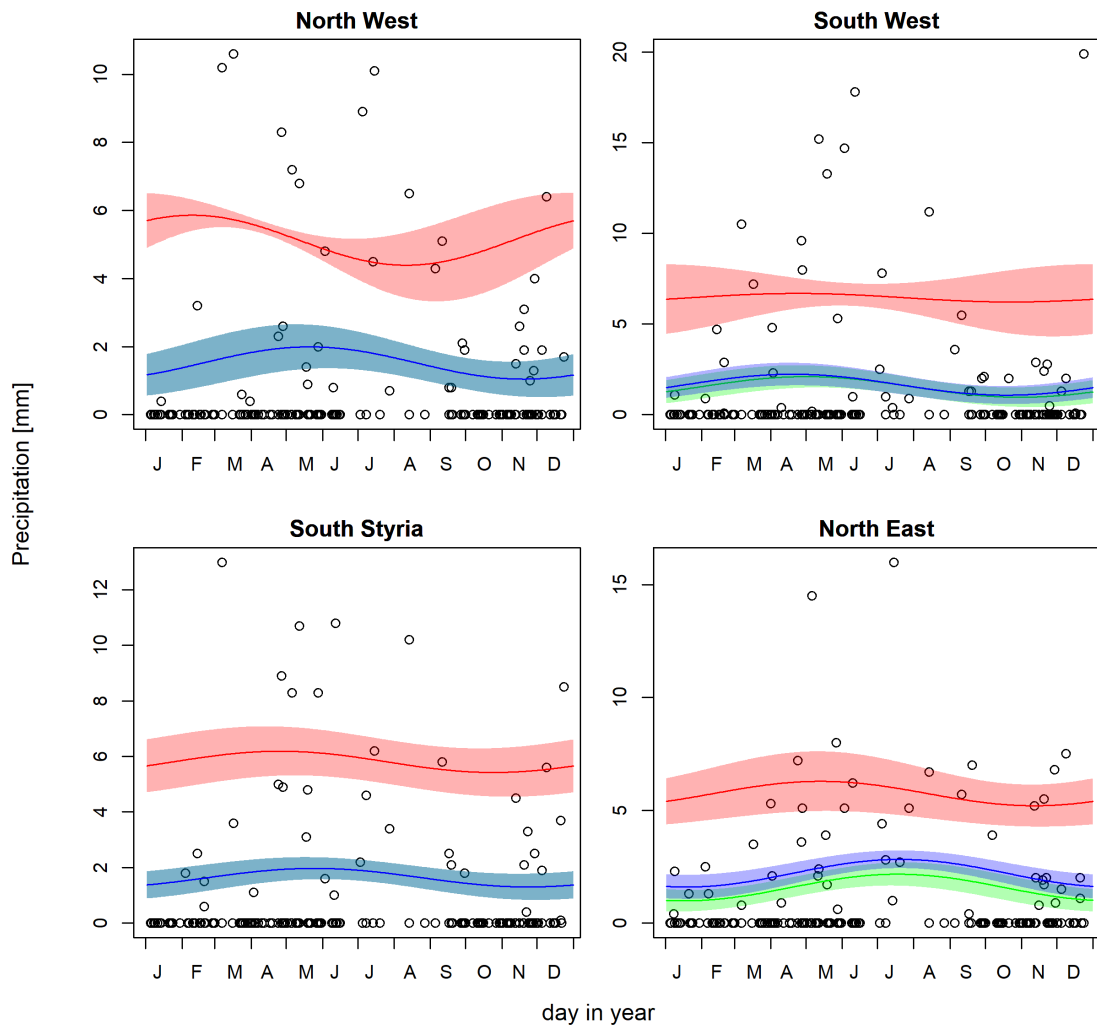 North West
South West
10
8
6
4
2
0
20
15
10
5
0
J F M A M J J A S O N D
J F M A M J J A S O N D
Precipitation [mm]
South Styria
North East
12
10
8
6
4
2
0
15
10
5
0
J F M A M J J A S O N D
J F M A M J J A S O N D
day in year